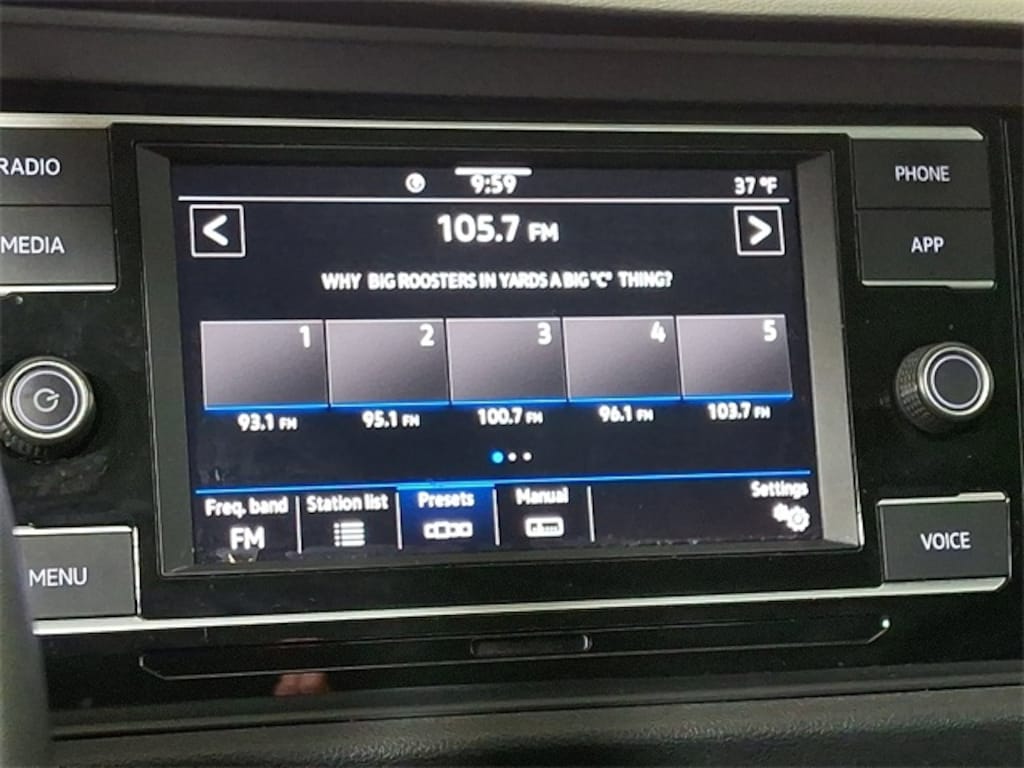 RADIO
MEDIA
MENU
9:59
37 °F
<
105.7 FM
>
WHY BIG ROOSTERS IN YARDS A BIG "C" THING?
1
2
3
4
5
93.1 FM
95.1 FM
100.7 FM
96.1 FM
103.7 FM
Freq. band
FM
Station list
Presets
Manual
Settings
PHONE
APP
VOICE